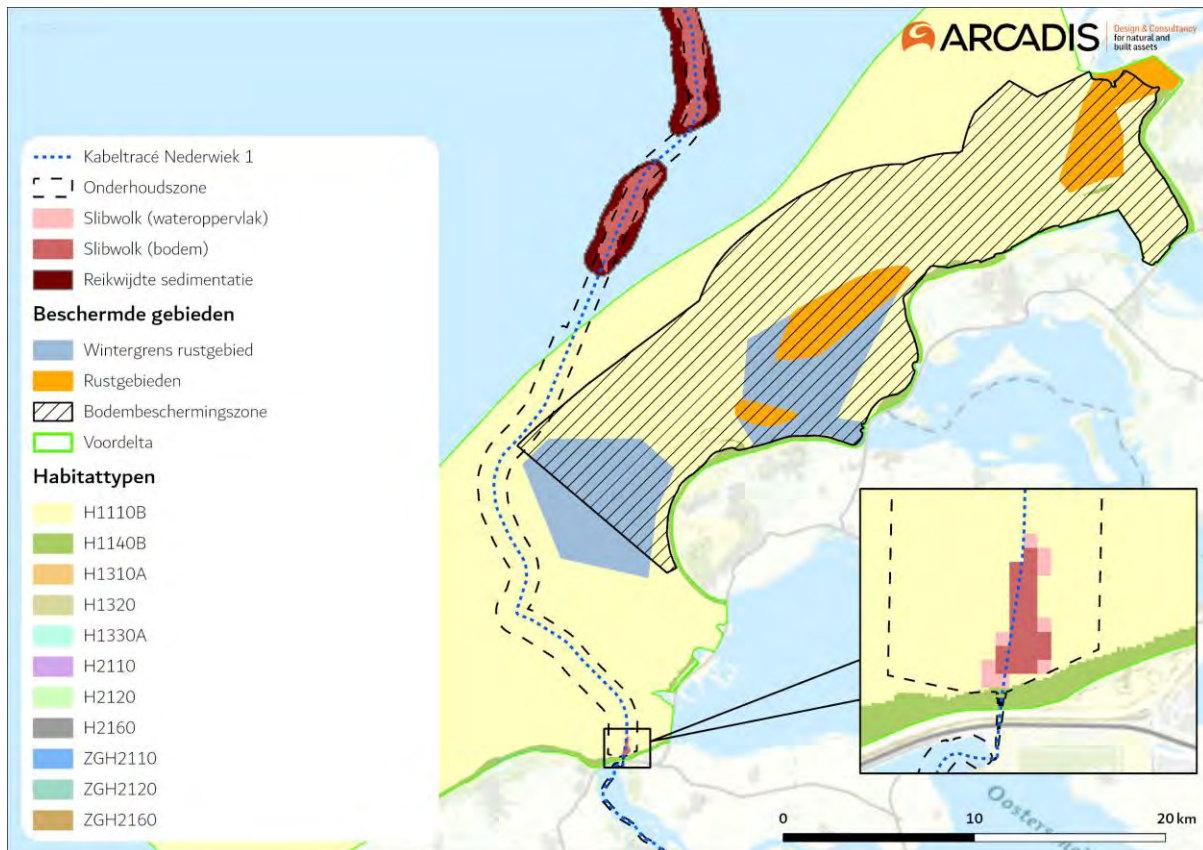 ARCADIS
Design & Consultancy
for natural and
built assets
Kabeltracé Nederwiek 1
Onderhoudszone
Slibwolk (wateroppervlak)
Slibwolk (bodem)
Reikwijdte sedimentatie
Beschermde gebieden
Wintergrens rustgebied
Rustgebieden
Bodembeschermingszone
Voordelta
Habitattypen
H1110B
H1140B
H1310A
H1320
H1330A
H2110
H2120
H2160
ZGH2110
ZGH2120
ZGH2160
0
10
20 km